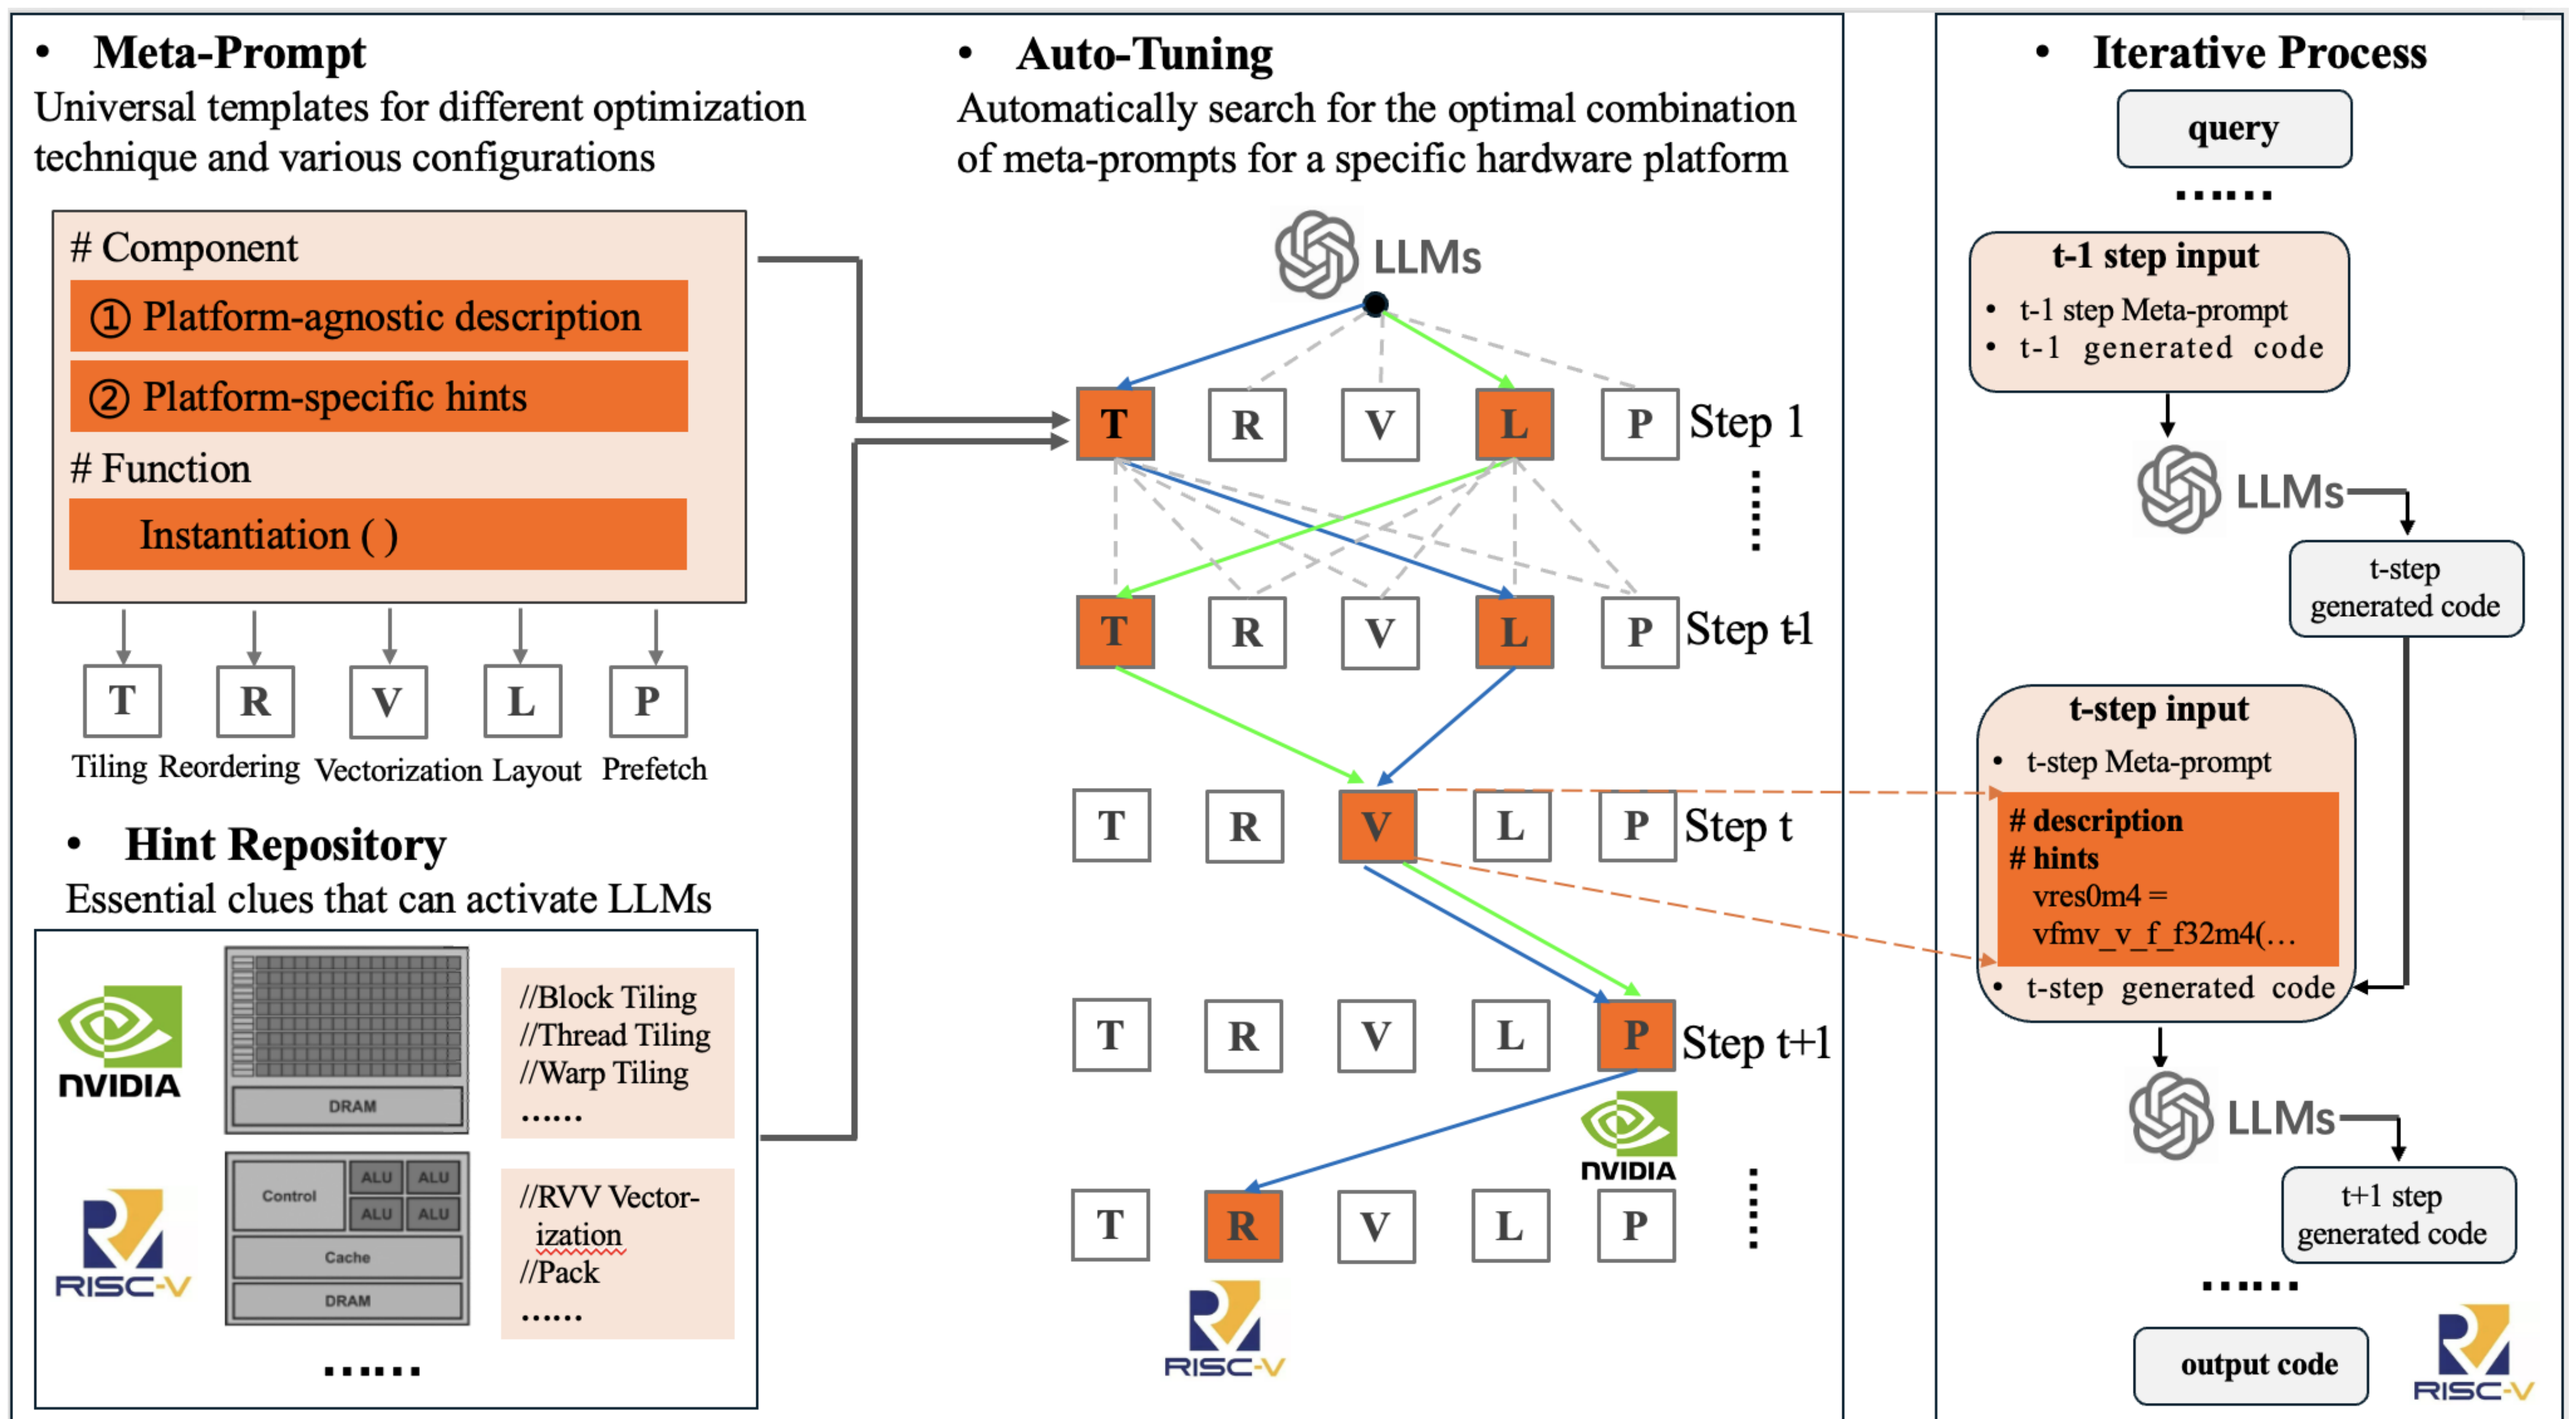 • Meta-Prompt
Universal templates for different optimization
technique and various configurations
# Component
① Platform-agnostic description
② Platform-specific hints
# Function
Instantiation ( )
T R V L P
Tiling Reordering Vectorization Layout Prefetch
• Hint Repository
Essential clues that can activate LLMs
NVIDIA
DRAM
//Block Tiling
//Thread Tiling
//Warp Tiling
......
RISC-V
Control
ALU ALU
ALU ALU
Cache
DRAM
//RVV Vector-
ization
//Pack
......
......
• Auto-Tuning
Automatically search for the optimal combination
of meta-prompts for a specific hardware platform
LLMs
T R V L P Step 1
......
T R V L P Step t-1
T R V L P Step t
T R V L P Step t+1
NVIDIA
T R V L P
......
RISC-V
• Iterative Process
query
......
t-1 step input
• t-1 step Meta-prompt
• t-1 generated code
LLMs
t-step
generated code
t-step input
• t-step Meta-prompt
# description
# hints
vres0m4 =
vfmv_v_f_f32m4(...
• t-step generated code
LLMs
t+1 step
generated code
......
output code
RISC-V